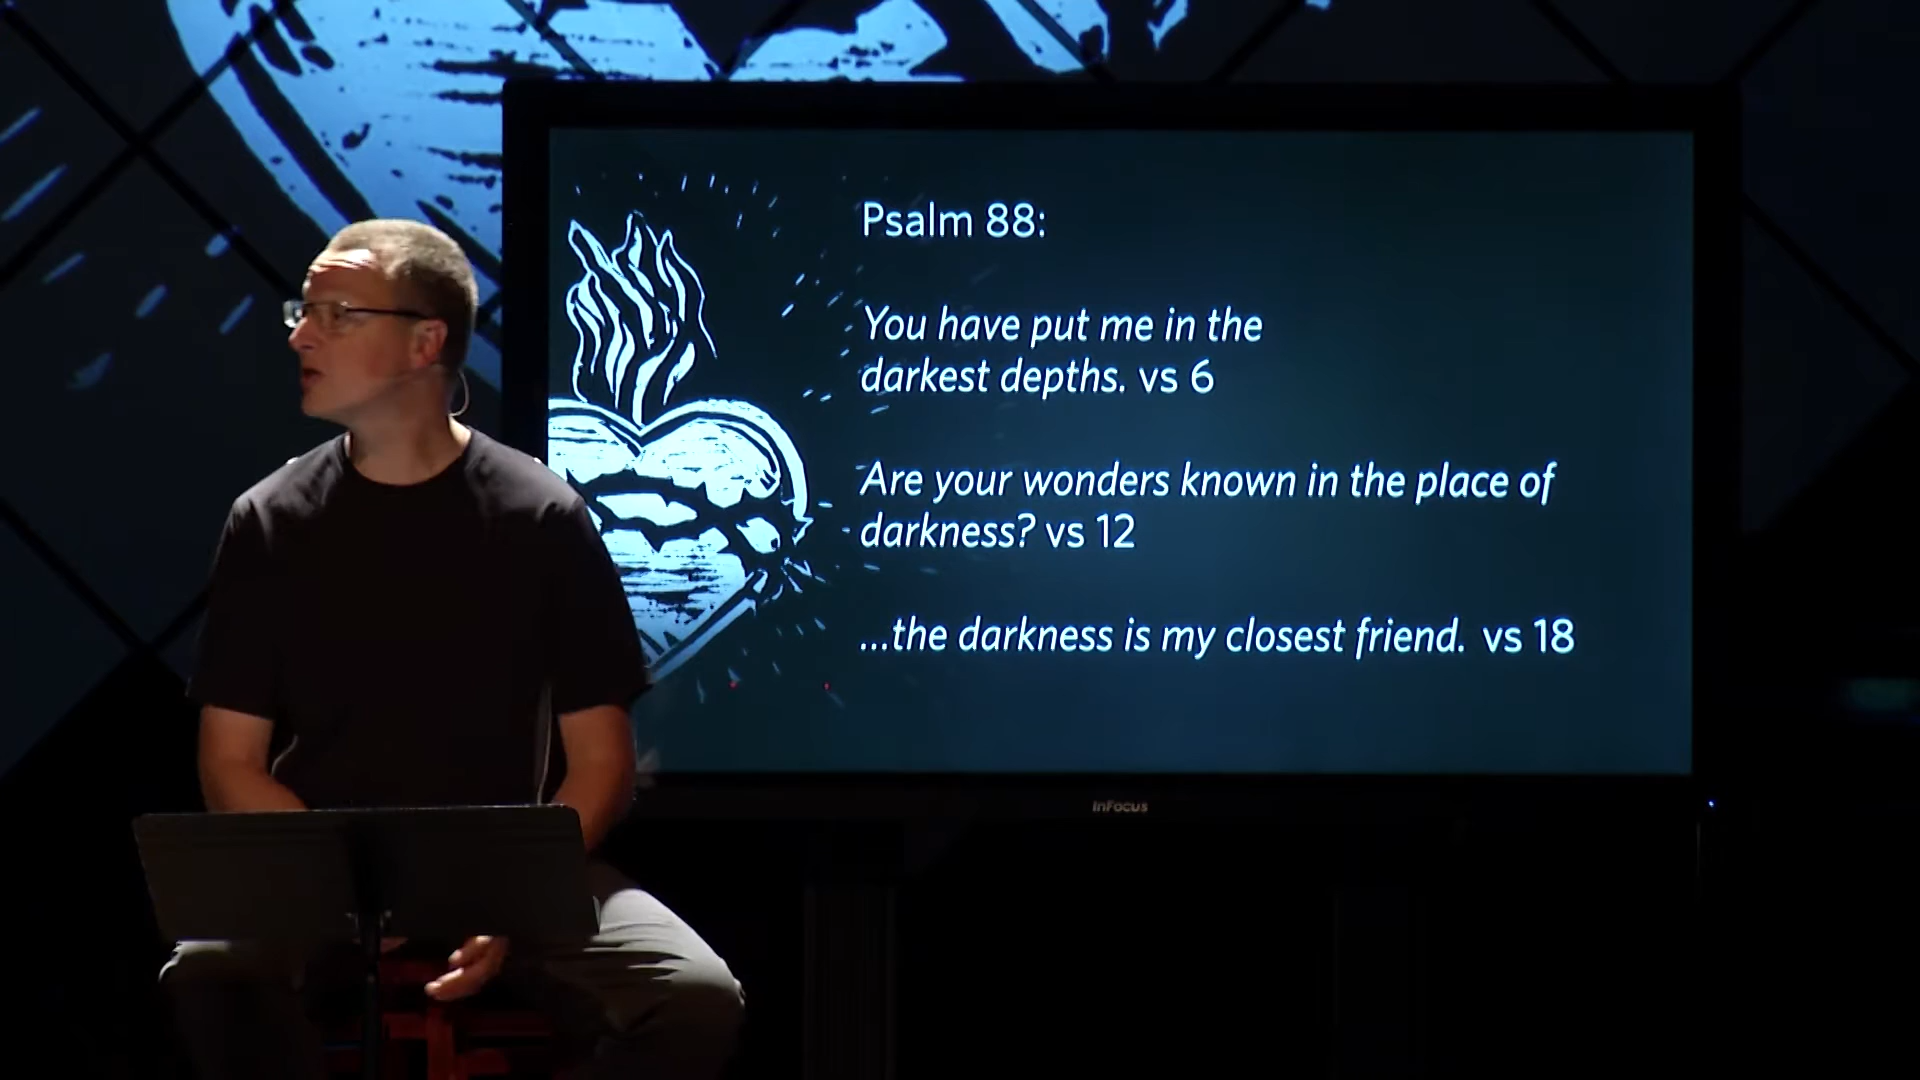 Psalm 88:
You have put me in the
darkest depths. vs 6
Are your wonders known in the place of
darkness? vs 12
...the darkness is my closest friend. vs 18
InFocus